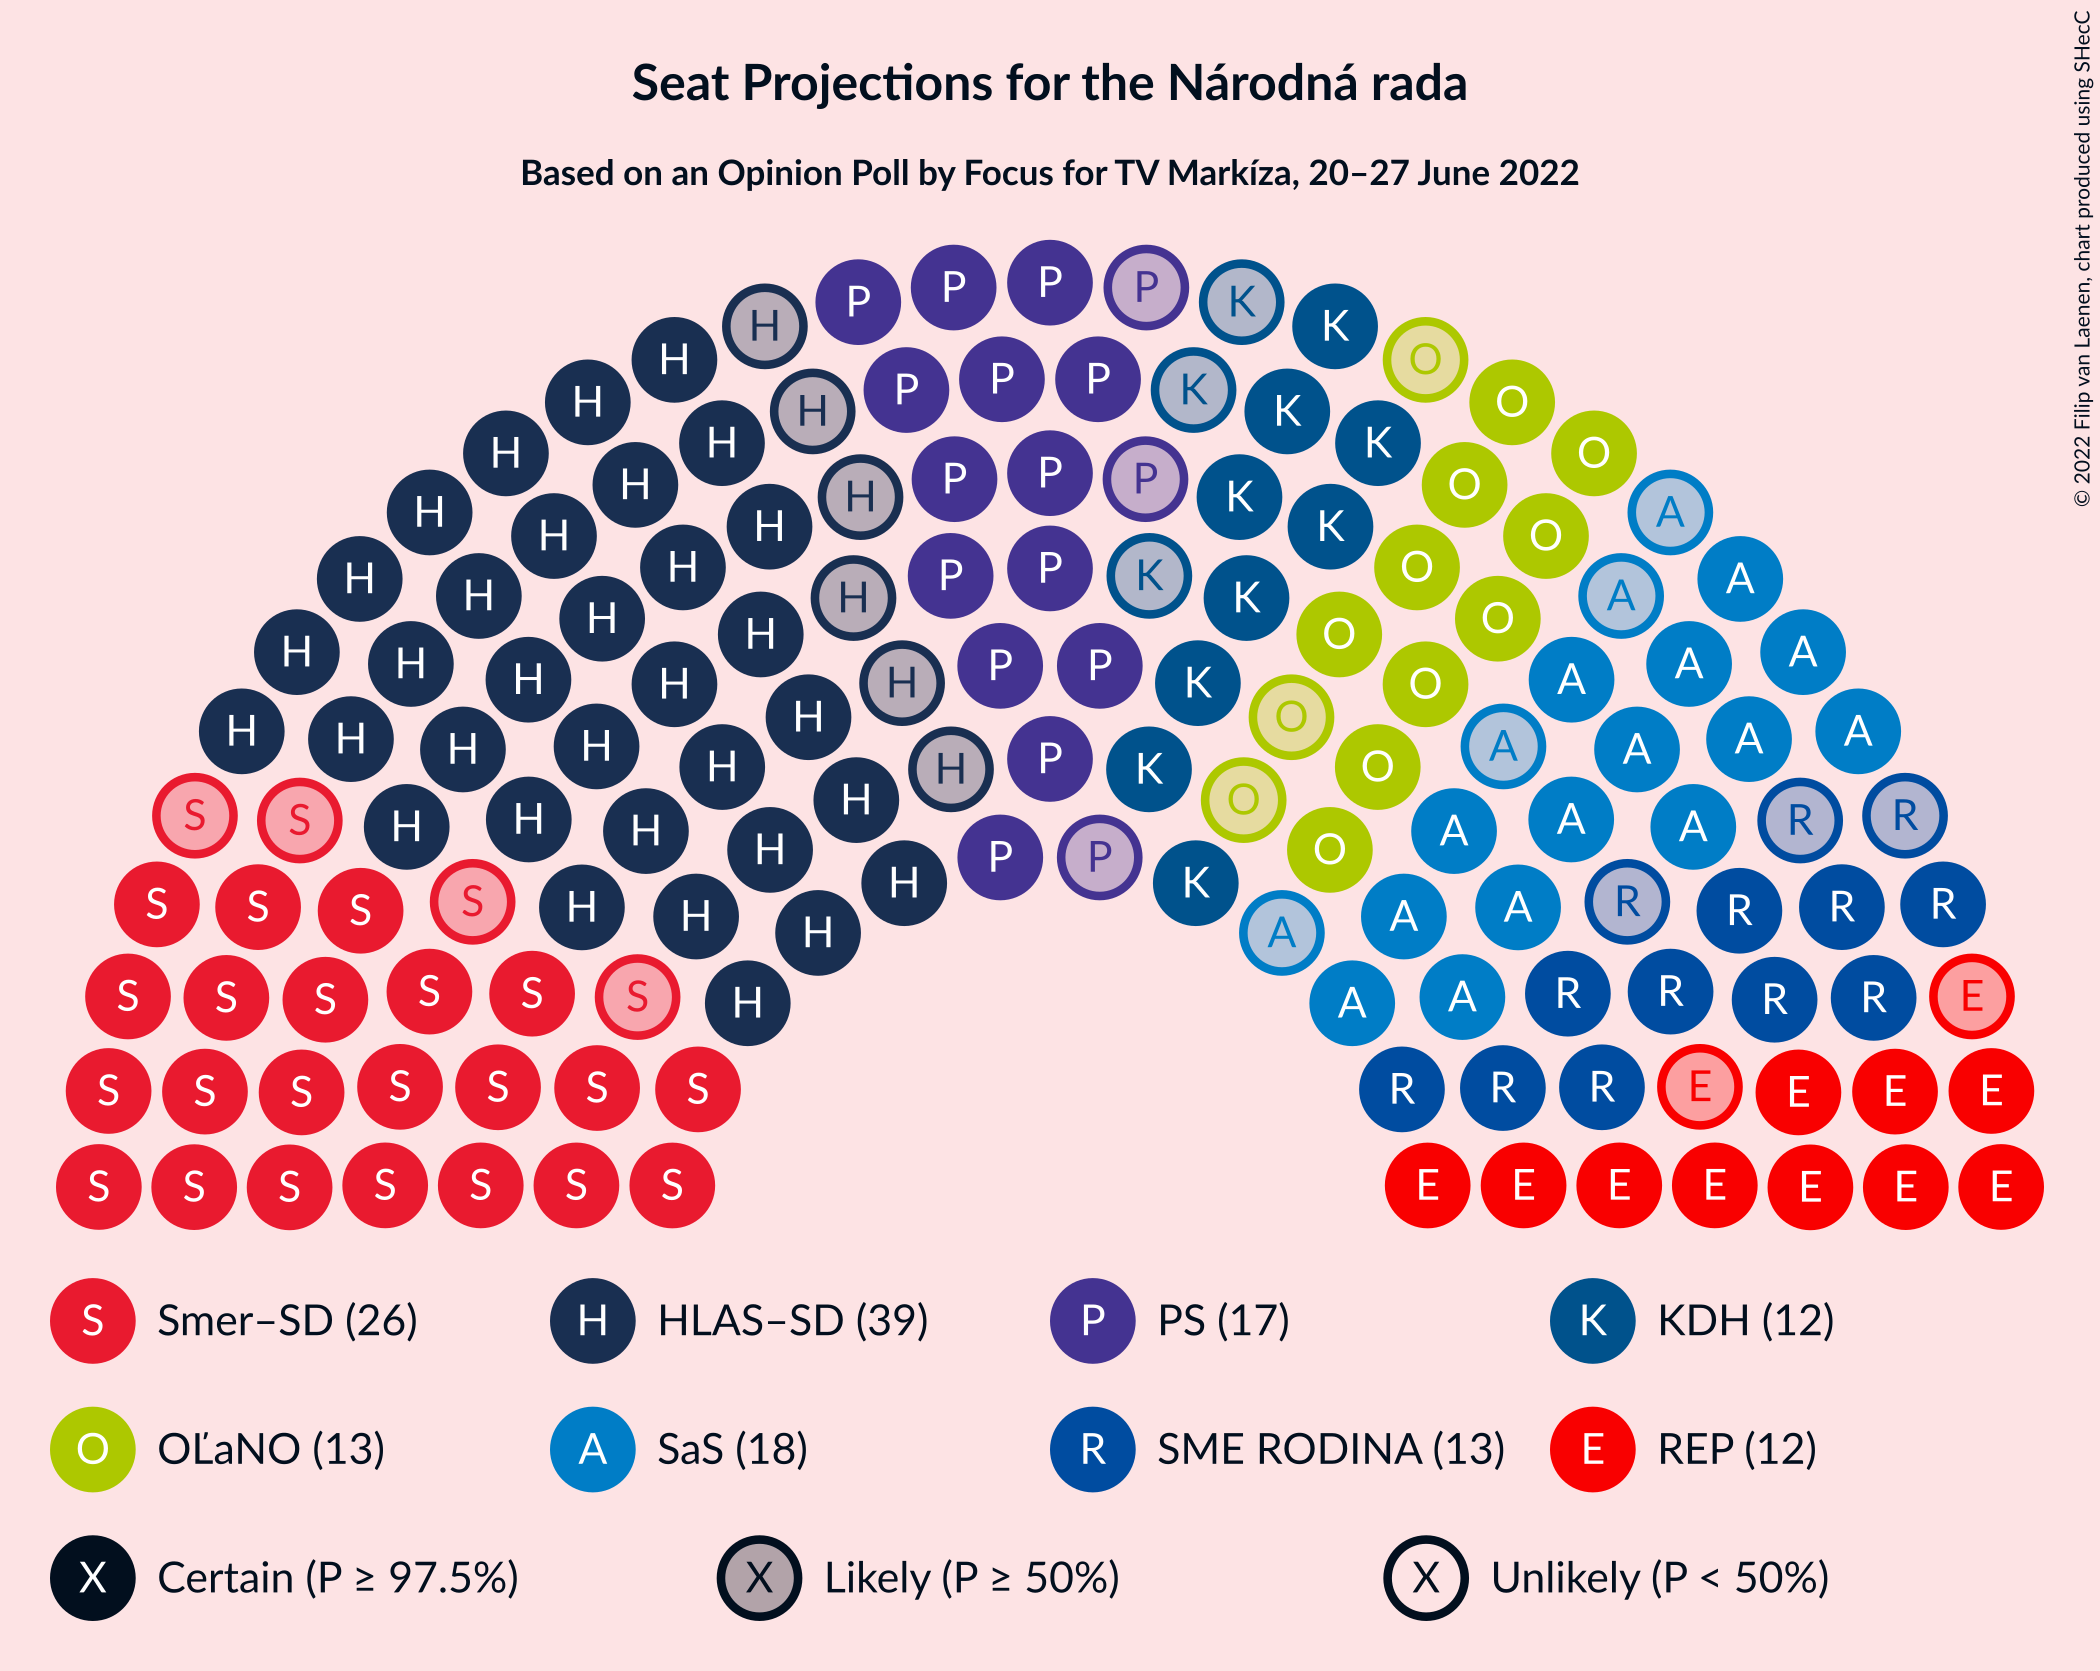 Seat Projections for the Národná rada
Based on an Opinion Poll by Focus for TV Markíza, 20–27 June 2022
© 2022 Filip van Laenen, chart produced using SHecC
P P P P
H K K
H O
H P P P K O
H H K O
H H P P P K K O A
H H H K O O
H H H P P K O A A
H H H H K O O A
H H H H P P K O A A A
H H H H O A A A
H H H H P K O A A
S S H H H H H O O A A A R R
H P P O
S S S S H H H H K A A A R R R R
H A
S S S S S S H A A R R R R E
S S S S S S S R R R E E E E
S S S S S S S E E E E E E E
S Smer–SD (26) H HLAS–SD (39) P PS (17) K KDH (12)
O OĽaNO (13) A SaS (18) R SME RODINA (13) E REP (12)
X Certain (P ≥ 97.5%) X Likely (P ≥ 50%) X Unlikely (P < 50%)